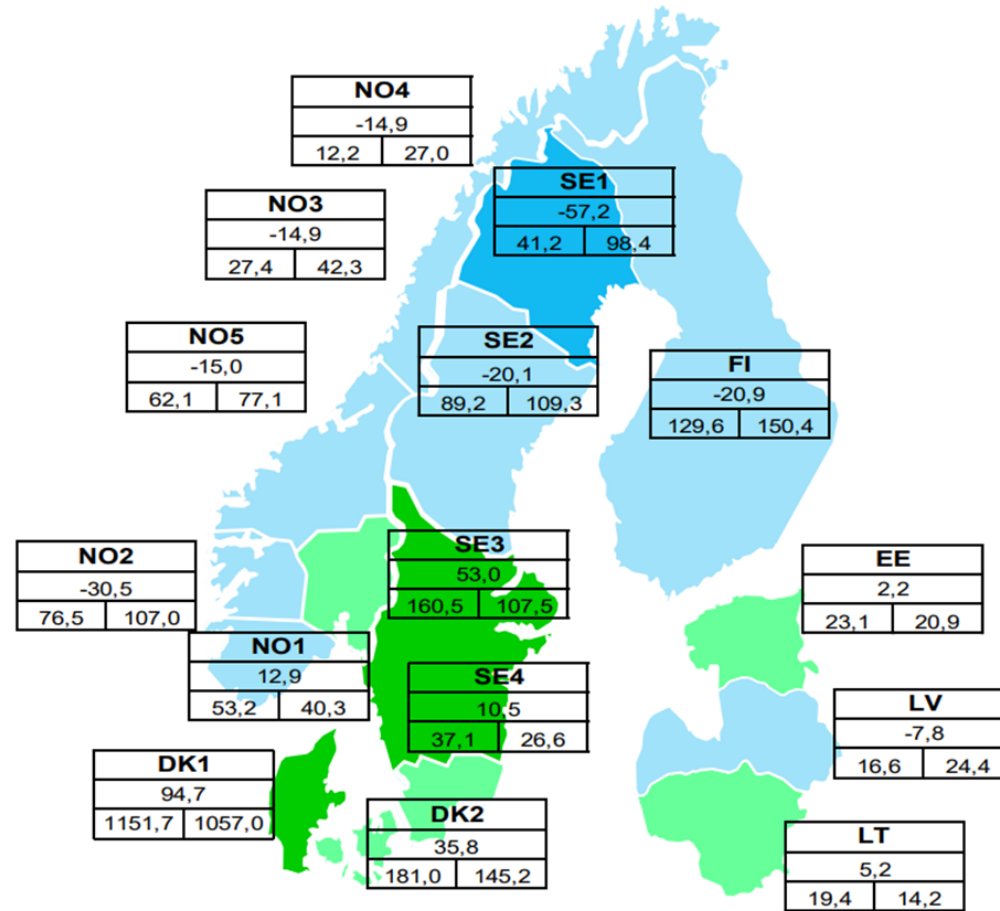 NO4
-14,9
12,2 27,0
SE1
-57,2
41,2 98,4
NO3
-14,9
27,4 42,3
NO5
-15,0
62,1 77,1
SE2
-20,1
89,2 109,3
FI
-20,9
129,6 150,4
NO2
-30,5
76,5 107,0
SE3
53,0
160,5 107,5
EE
2,2
23,1 20,9
NO1
12,9
53,2 40,3
SE4
10,5
37,1 26,6
LV
-7,8
16,6 24,4
DK1
94,7
1151,7 1057,0
DK2
35,8
181,0 145,2
LT
5,2
19,4 14,2